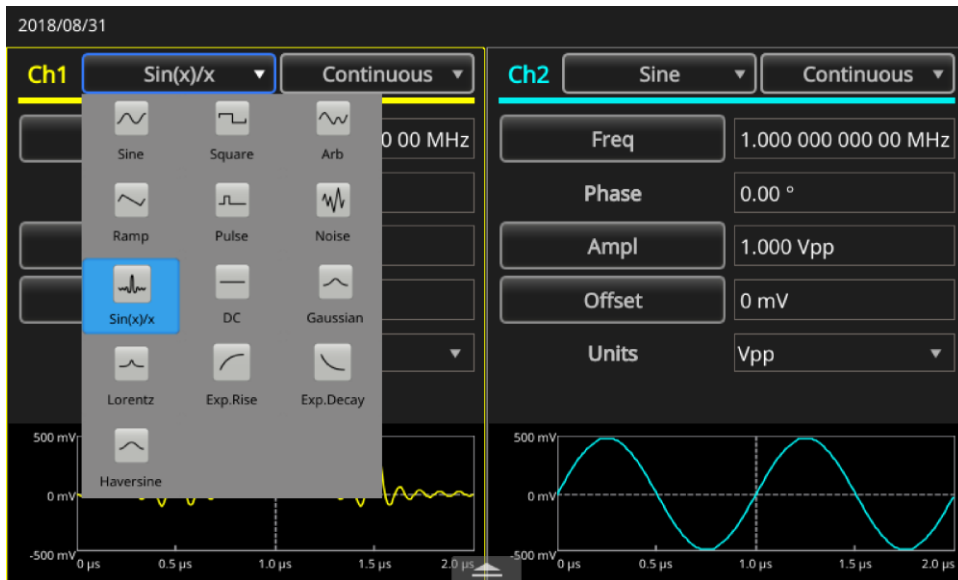 2018/08/31
Ch1 Sin(x)/x Continuous
Sine Square Arb
Ramp Pulse Noise
Sin(x)/x DC Gaussian
Lorentz Exp.Rise Exp.Decay
Haversine
0 00 MHz
500 mV
0 mV
-500 mV
0 µs 0.5 µs 1.0 µs 1.5 µs 2.0 µs
Ch2 Sine Continuous
Freq 1.000 000 000 00 MHz
Phase 0.00 °
Ampl 1.000 Vpp
Offset 0 mV
Units Vpp
500 mV
0 mV
-500 mV
0 µs 0.5 µs 1.0 µs 1.5 µs 2.0 µs